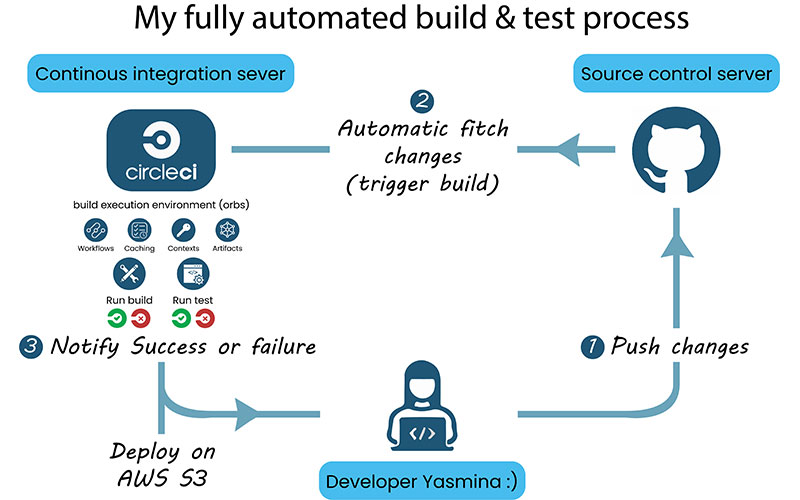 My fully automated build & test process
Continous integration sever
Source control server
2
Automatic fitch
changes
(trigger build)
circleci
build execution environment (orbs)
Workflows Caching Contexts Artifacts
Run build Run test
3 Notify Success or failure
1 Push changes
</>
Deploy on
AWS S3
Developer Yasmina :)